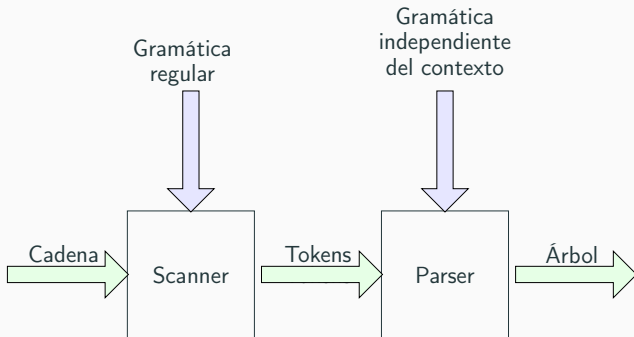 Gramática
regular
Gramática
independiente
del contexto
Cadena
Scanner
Tokens
Parser
Árbol